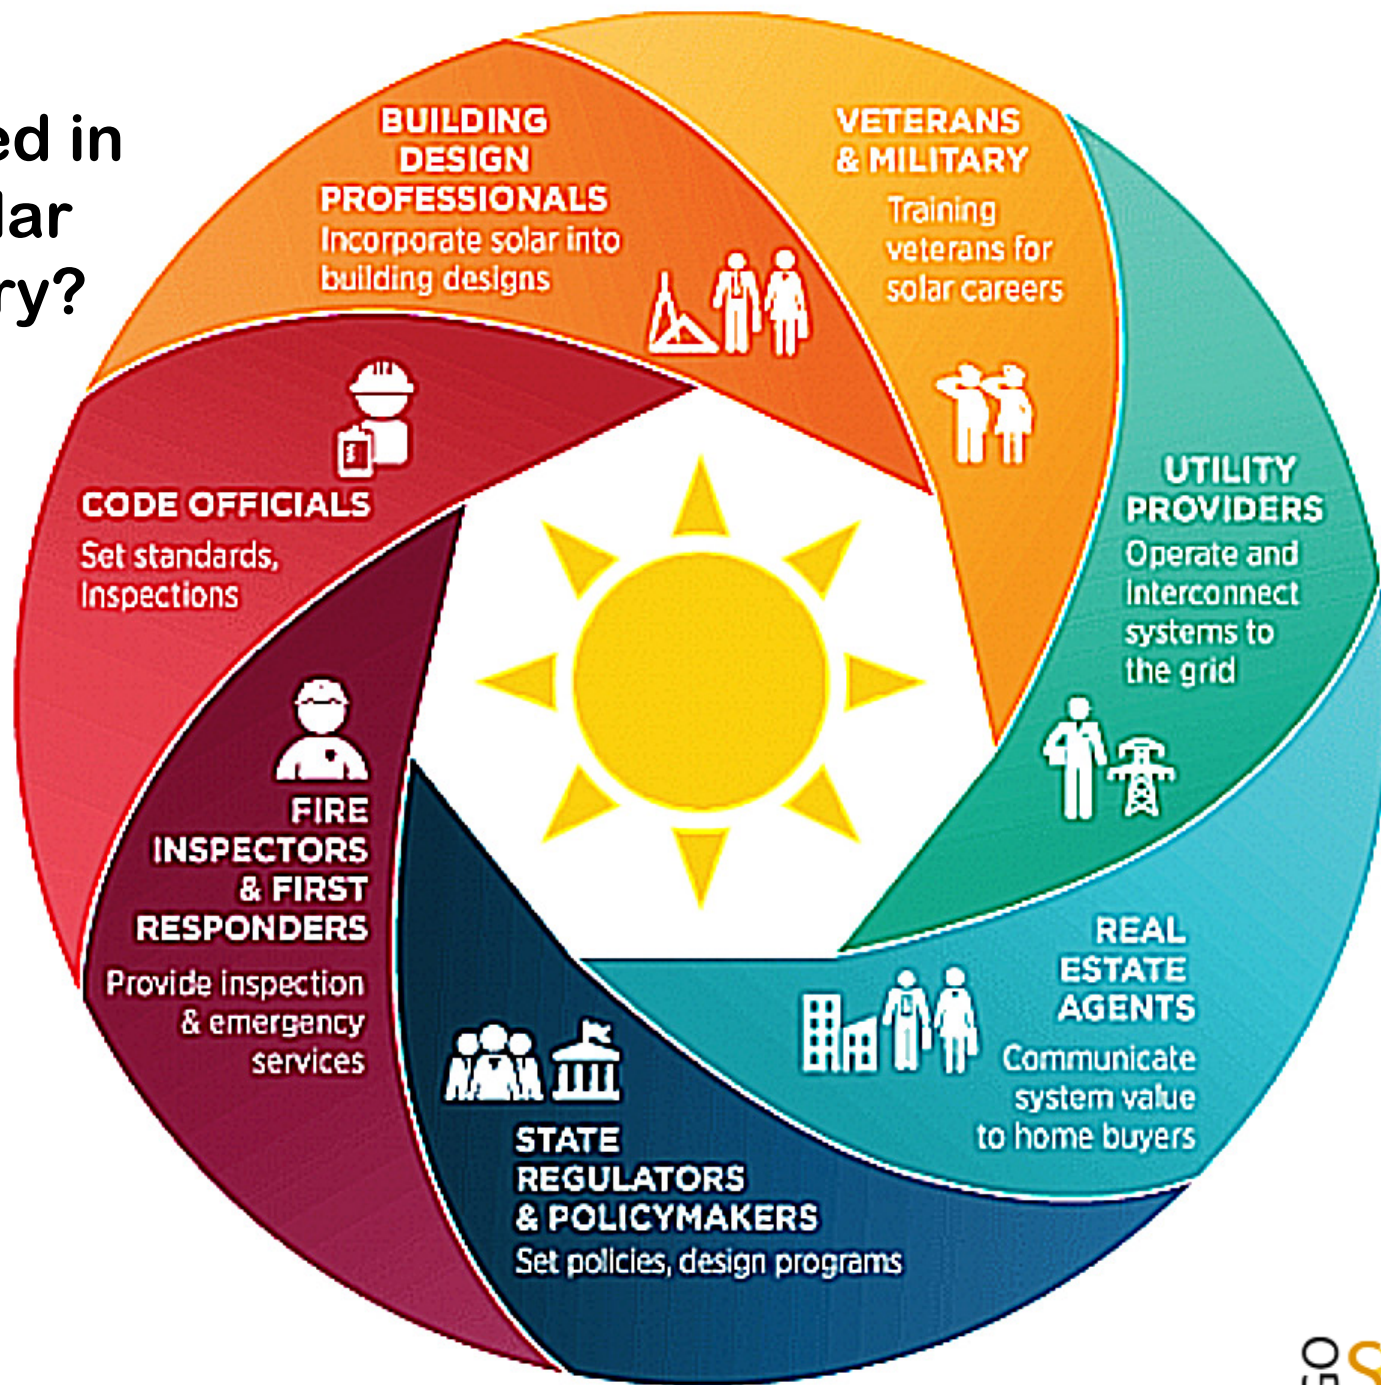 ed in
lar
ry?
BUILDING
DESIGN
PROFESSIONALS
Incorporate solar into
building designs
VETERANS
& MILITARY
Training
veterans for
solar careers
UTILITY
PROVIDERS
Operate and
interconnect
systems to
the grid
REAL
ESTATE
AGENTS
Communicate
system value
to home buyers
STATE
REGULATORS
& POLICYMAKERS
Set policies, design programs
FIRE
INSPECTORS
& FIRST
RESPONDERS
Provide inspection
& emergency
services
CODE OFFICIALS
Set standards,
Inspections